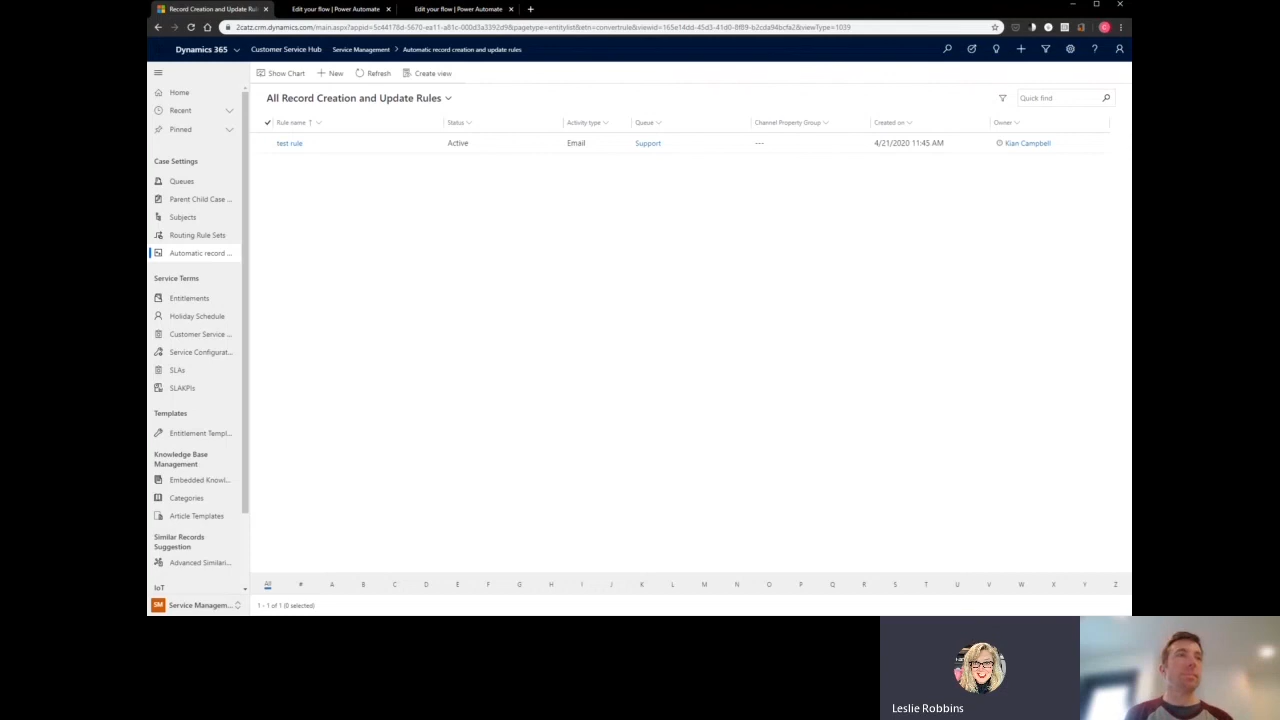 Record Creation and Update Rul
Edit your flow | Power Automate
Edit your flow | Power Automate
Dynamics 365
Customer Service Hub
Service Management > Automatic record creation and update rules
Show Chart
New
Refresh
Create view
All Record Creation and Update Rules
Quick find
Rule name
Status
Activity type
Queue
Channel Property Group
Created on
Owner
test rule
Active
Email
Support
---
4/21/2020 11:45 AM
Kian Campbell
Home
Recent
Pinned
Case Settings
Queues
Parent Child Case ...
Subjects
Routing Rule Sets
Automatic record ...
Service Terms
Entitlements
Holiday Schedule
Customer Service ...
Service Configurat...
SLAs
SLAKPIs
Templates
Entitlement Templ...
Knowledge Base
Management
Embedded Knowl...
Categories
Article Templates
Similar Records
Suggestion
Advanced Similari...
IoT
SM Service Managem...
All # A B C D E F G H I J K L M N O P Q R S T U V W X Y Z
1 - 1 of 1 (0 selected)
Leslie Robbins